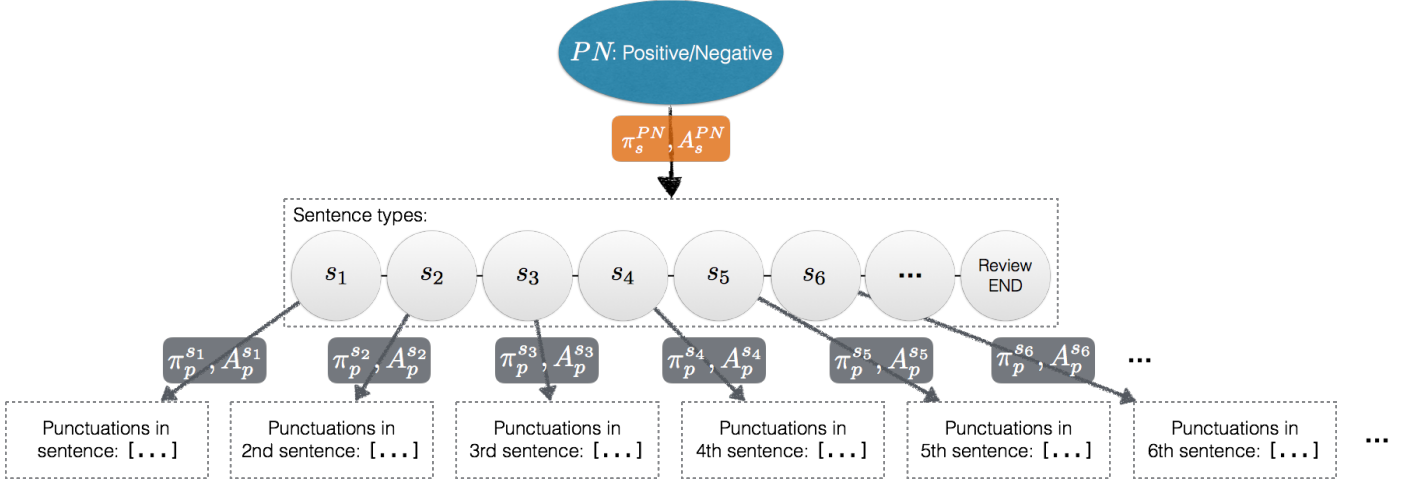 PN: Positive/Negative
π_s^{PN}, A_s^{PN}
Sentence types:
s₁ s₂ s₃ s₄ s₅ s₆ ... Review
END
π_p^{s₁}, A_p^{s₁} π_p^{s₂}, A_p^{s₂} π_p^{s₃}, A_p^{s₃} π_p^{s₄}, A_p^{s₄} π_p^{s₅}, A_p^{s₅} π_p^{s₆}, A_p^{s₆} ...
Punctuations in
sentence: [...]
Punctuations in
2nd sentence: [...]
Punctuations in
3rd sentence: [...]
Punctuations in
4th sentence: [...]
Punctuations in
5th sentence: [...]
Punctuations in
6th sentence: [...]
...